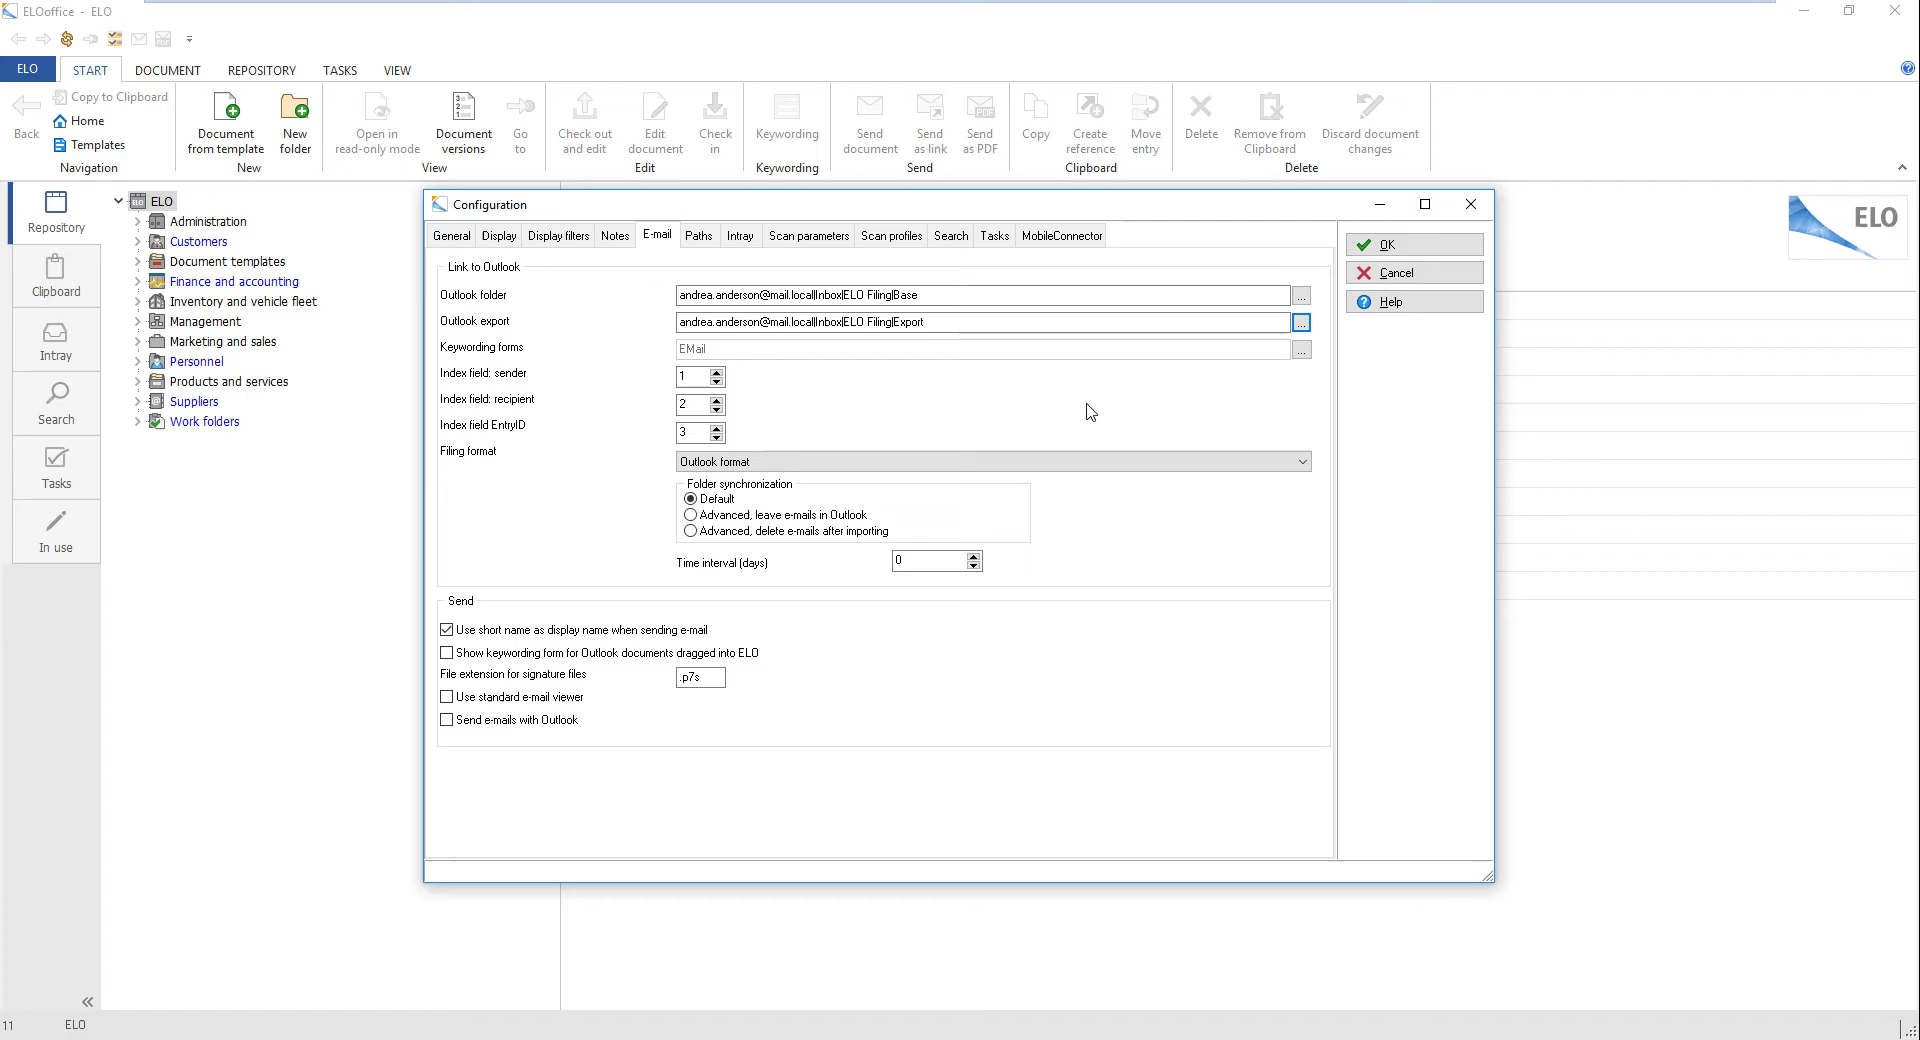 ELOoffice - ELO
ELO START DOCUMENT REPOSITORY TASKS VIEW
Back
Copy to Clipboard
Home
Templates
Navigation
Document from template
New folder
New
Open in read-only mode
Document versions
Go to
View
Check out and edit
Edit document
Check in
Edit
Keywording
Keywording
Send document
Send as link
Send as PDF
Send
Copy
Create reference
Move entry
Clipboard
Delete
Remove from Clipboard
Discard document changes
Delete
Repository
Clipboard
Intray
Search
Tasks
In use
ELO
Administration
Customers
Document templates
Finance and accounting
Inventory and vehicle fleet
Management
Marketing and sales
Personnel
Products and services
Suppliers
Work folders
Configuration
General Display Display filters Notes E-mail Paths Intray Scan parameters Scan profiles Search Tasks MobileConnector
Link to Outlook
Outlook folder andrea.anderson@mail.local|Inbox|ELO Filing|Base ...
Outlook export andrea.anderson@mail.local|Inbox|ELO Filing|Export ...
Keywording forms EMail ...
Index field: sender 1
Index field: recipient 2
Index field EntryID 3
Filing format Outlook format
Folder synchronization
Default
Advanced, leave e-mails in Outlook
Advanced, delete e-mails after importing
Time interval (days) 0
Send
Use short name as display name when sending e-mail
Show keywording form for Outlook documents dragged into ELO
File extension for signature files .p7s
Use standard e-mail viewer
Send e-mails with Outlook
OK
Cancel
Help
ELO
11 ELO